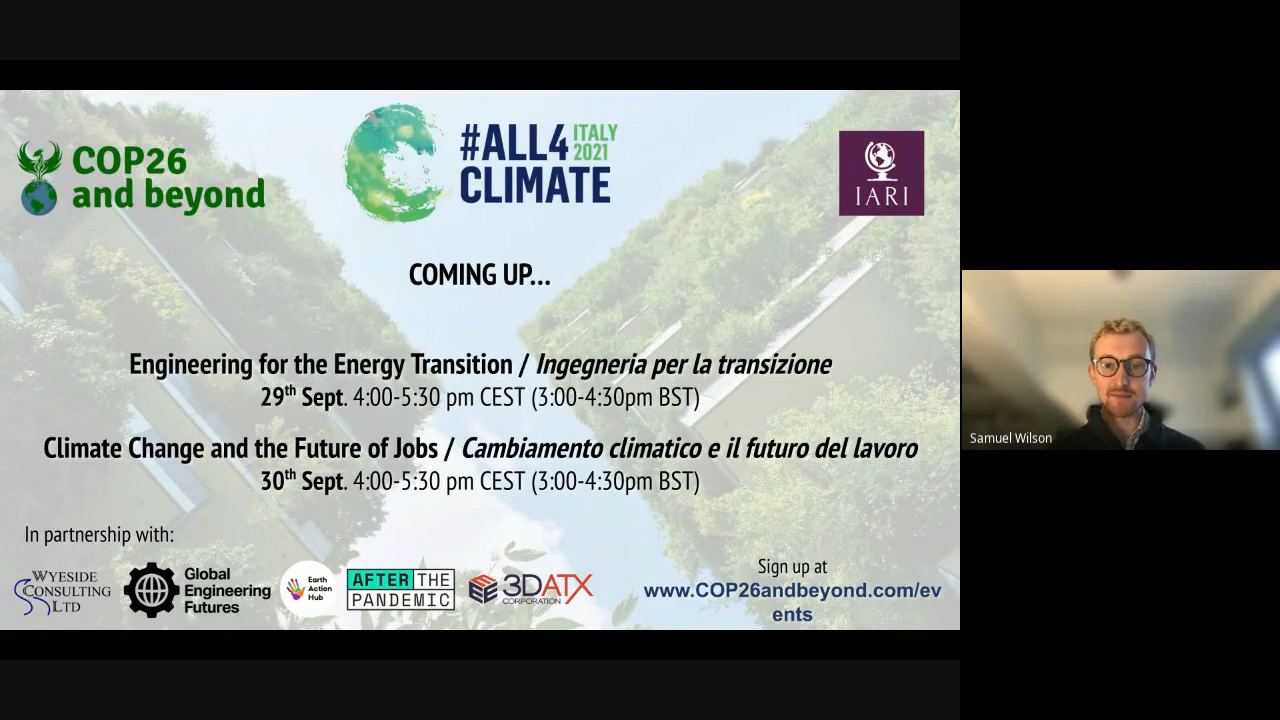 COP26
and beyond
#ALL4 ITALY 2021
CLIMATE
IARI
COMING UP...
Engineering for the Energy Transition / Ingegneria per la transizione
29th Sept. 4:00-5:30 pm CEST (3:00-4:30pm BST)
Climate Change and the Future of Jobs / Cambiamento climatico e il futuro del lavoro
30th Sept. 4:00-5:30 pm CEST (3:00-4:30pm BST)
In partnership with:
WYESIDE
CONSULTING
LTD
Global
Engineering
Futures
Earth
Action
Hub
AFTER THE
PANDEMIC
3DATX
CORPORATION
Sign up at
www.COP26andbeyond.com/ev
ents
Samuel Wilson